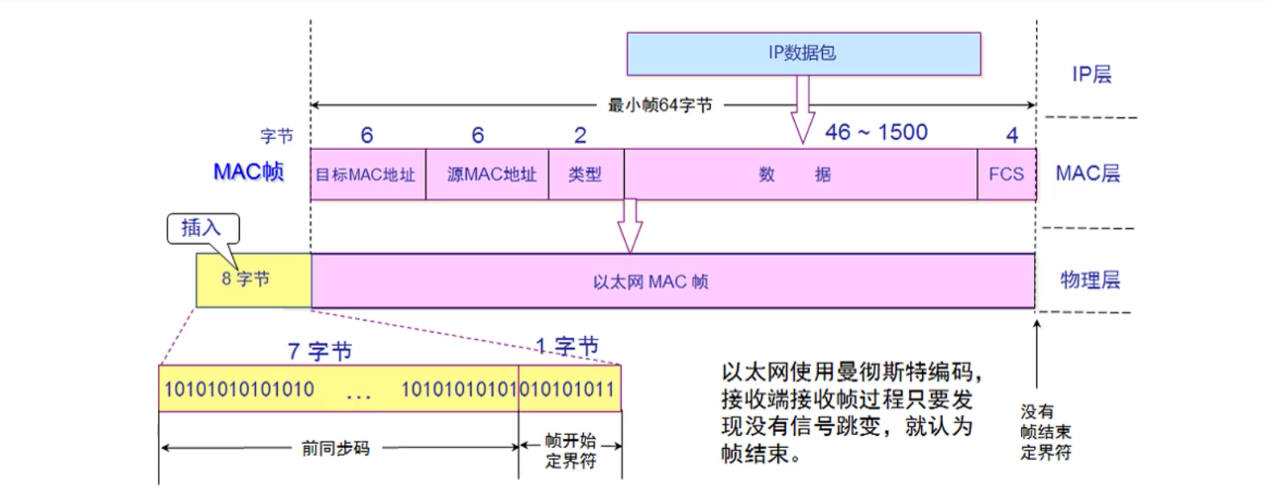 IP数据包
IP层
最小帧64字节
字节 6 6 2 46 ~ 1500 4
MAC帧 目标MAC地址 源MAC地址 类型 数 据 FCS MAC层
插入
8 字节 以太网 MAC 帧 物理层
7 字节 1 字节
10101010101010 ... 10101010101010101011
前同步码
帧开始
定界符
以太网使用曼彻斯特编码，
接收端接收帧过程只要发
现没有信号跳变，就认为
帧结束。
没有
帧结束
定界符